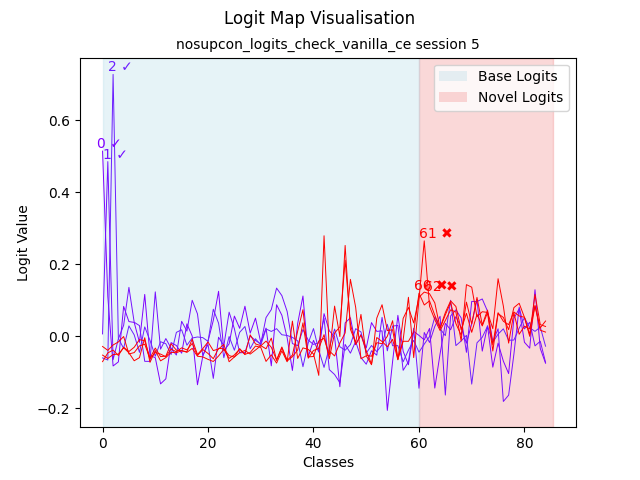 Logit Map Visualisation
nosupcon_logits_check_vanilla_ce session 5
Base Logits
Novel Logits
2 ✓
0 ✓
1 ✓
61 ✖
62 ✖
0.6
0.4
0.2
0.0
−0.2
Logit Value
0
20
40
60
80
Classes